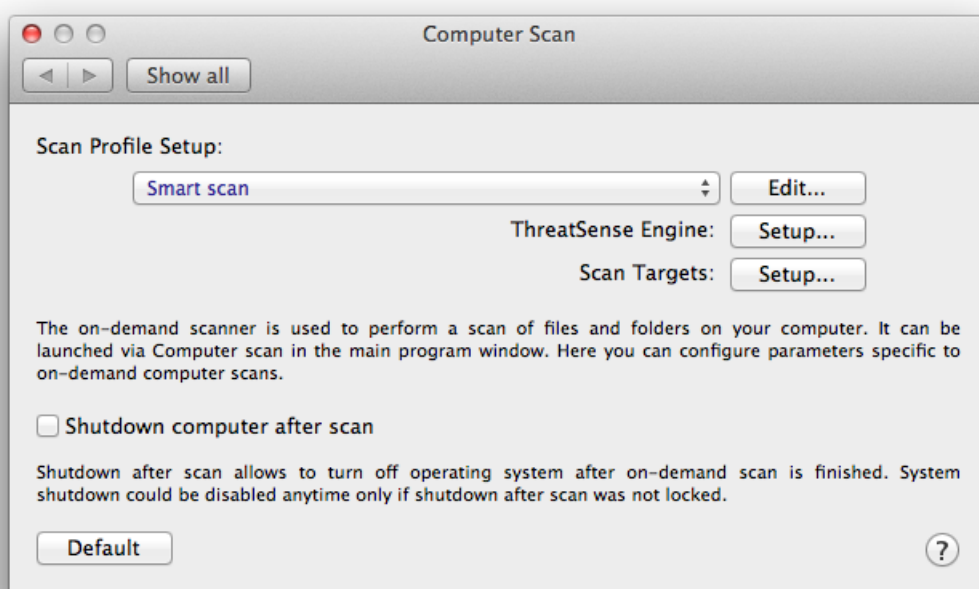 Computer Scan
Show all
Scan Profile Setup:
Smart scan
Edit...
ThreatSense Engine:
Setup...
Scan Targets:
Setup...
The on-demand scanner is used to perform a scan of files and folders on your computer. It can be
launched via Computer scan in the main program window. Here you can configure parameters specific to
on-demand computer scans.
Shutdown computer after scan
Shutdown after scan allows to turn off operating system after on-demand scan is finished. System
shutdown could be disabled anytime only if shutdown after scan was not locked.
Default
?